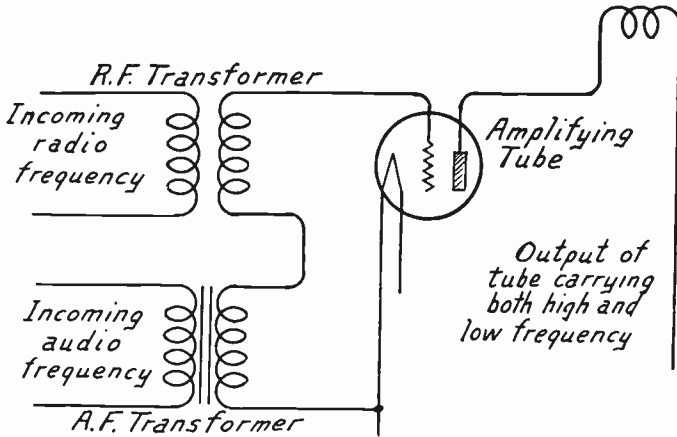 R.F. Transformer
Incoming
radio
frequency
Amplifying
Tube
Output of
tube carrying
both high and
low frequency
Incoming
audio
frequency
A.F. Transformer